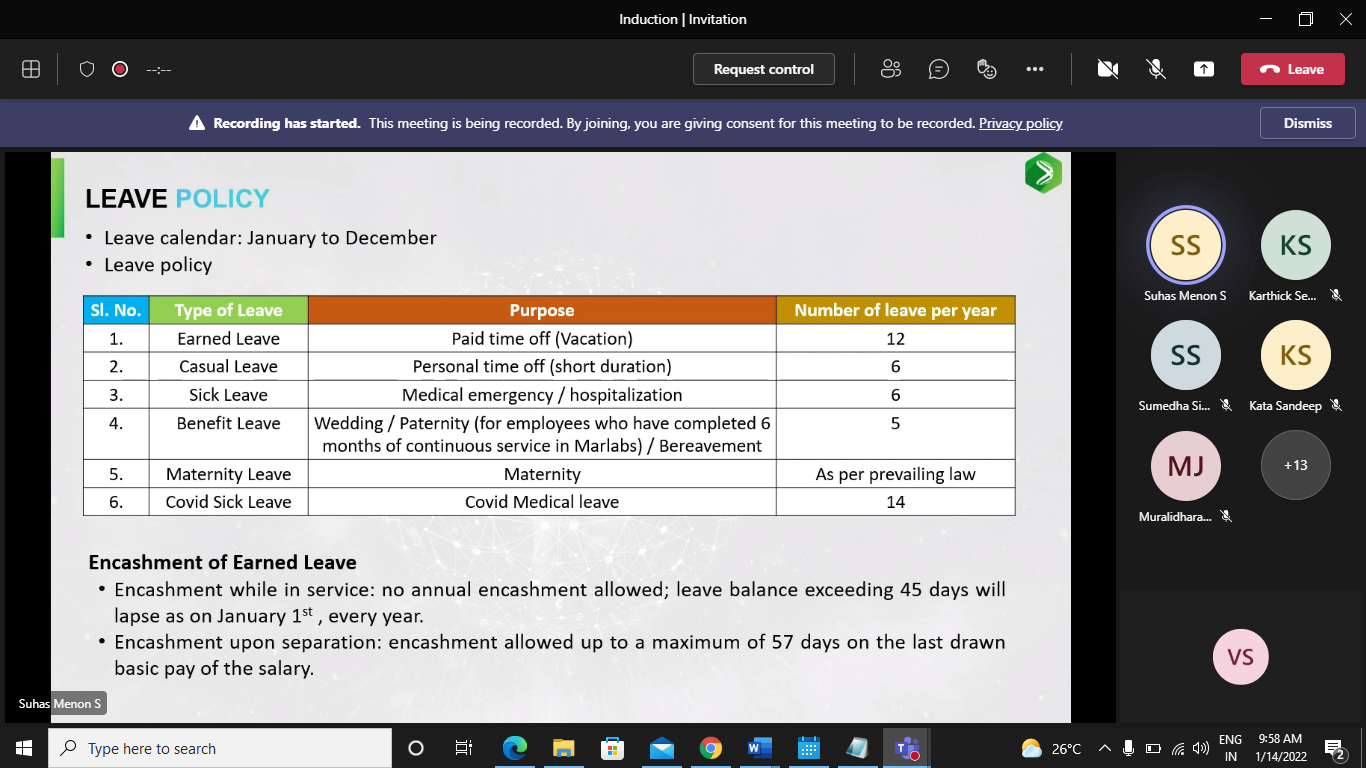 Induction | Invitation
--:--
Request control
Leave
Recording has started. This meeting is being recorded. By joining, you are giving consent for this meeting to be recorded. Privacy policy
Dismiss
LEAVE POLICY
• Leave calendar: January to December
• Leave policy
Sl. No. Type of Leave Purpose Number of leave per year
1. Earned Leave Paid time off (Vacation) 12
2. Casual Leave Personal time off (short duration) 6
3. Sick Leave Medical emergency / hospitalization 6
4. Benefit Leave Wedding / Paternity (for employees who have completed 6 5
months of continuous service in Marlabs) / Bereavement
5. Maternity Leave Maternity As per prevailing law
6. Covid Sick Leave Covid Medical leave 14
Encashment of Earned Leave
• Encashment while in service: no annual encashment allowed; leave balance exceeding 45 days will
lapse as on January 1st , every year.
• Encashment upon separation: encashment allowed up to a maximum of 57 days on the last drawn
basic pay of the salary.
Suhas Menon S
SS KS
Suhas Menon S Karthick Se...
SS KS
Sumedha Si... Kata Sandeep
MJ +13
Muralidhara...
VS
Type here to search
W
T
26°C
ENG
IN
9:58 AM
1/14/2022
2